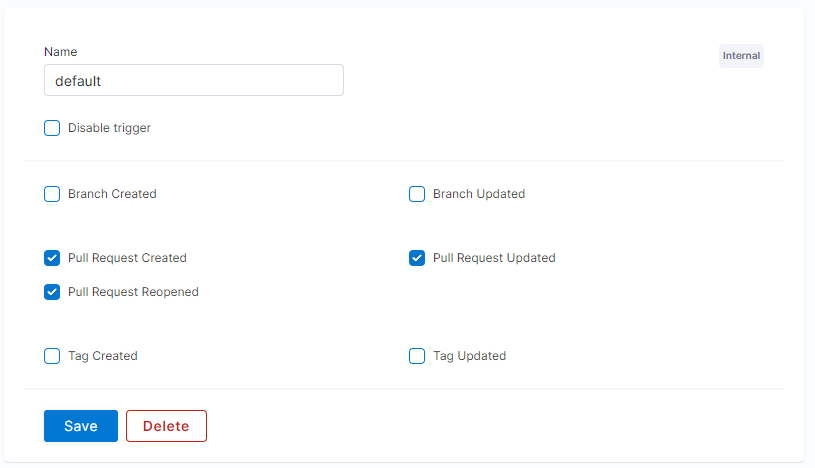 Name
Internal
default
Disable trigger
Branch Created
Branch Updated
Pull Request Created
Pull Request Updated
Pull Request Reopened
Tag Created
Tag Updated
Save
Delete